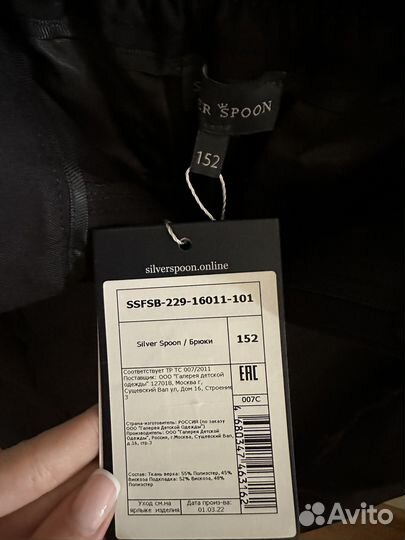 ER SPOON
152
silverspoon.online
SSFSB-229-16011-101
Silver Spoon / Брюки
152
Соответствует ТР ТС 007/2011
Поставщик: ООО "Галерея детской
одежды" 127018, Москва г,
Сущевский Вал ул, Дом 16, Строение
3
ЕАС
007C
Страна-изготовитель: РОССИЯ (по заказу
ООО "Галерея Детской Одежды")
Производитель: ООО "Галерея Детской
Одежды", Россия, г.Москва, Сущевский Вал,
д.16, стр.3
4680347463162
Состав: Ткань верха: 55% Полиэстер, 45%
Вискоза Подкладка: 52% Вискоза, 48%
Полиэстер
Уход см.на
ярлыке изделия
Дата произ-ва:
01.03.22
Avito